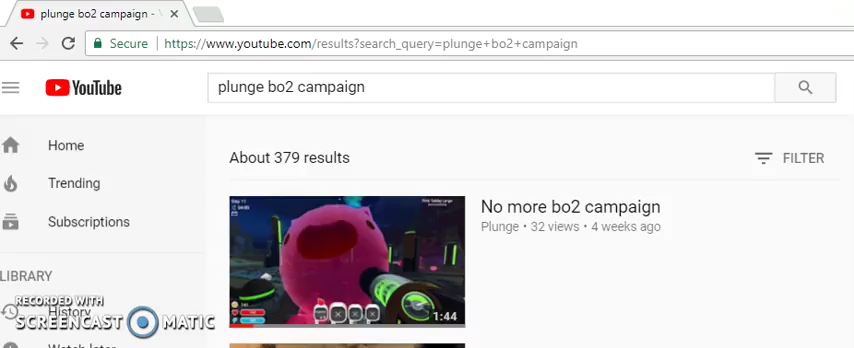 plunge bo2 campaign - Y
Secure
https://www.youtube.com/results?search_query=plunge+bo2+campaign
YouTube
plunge bo2 campaign
Home
Trending
Subscriptions
LIBRARY
History
Watch later
RECORDED WITH
SCREENCAST MATIC
About 379 results
FILTER
1:44
No more bo2 campaign
Plunge • 32 views • 4 weeks ago